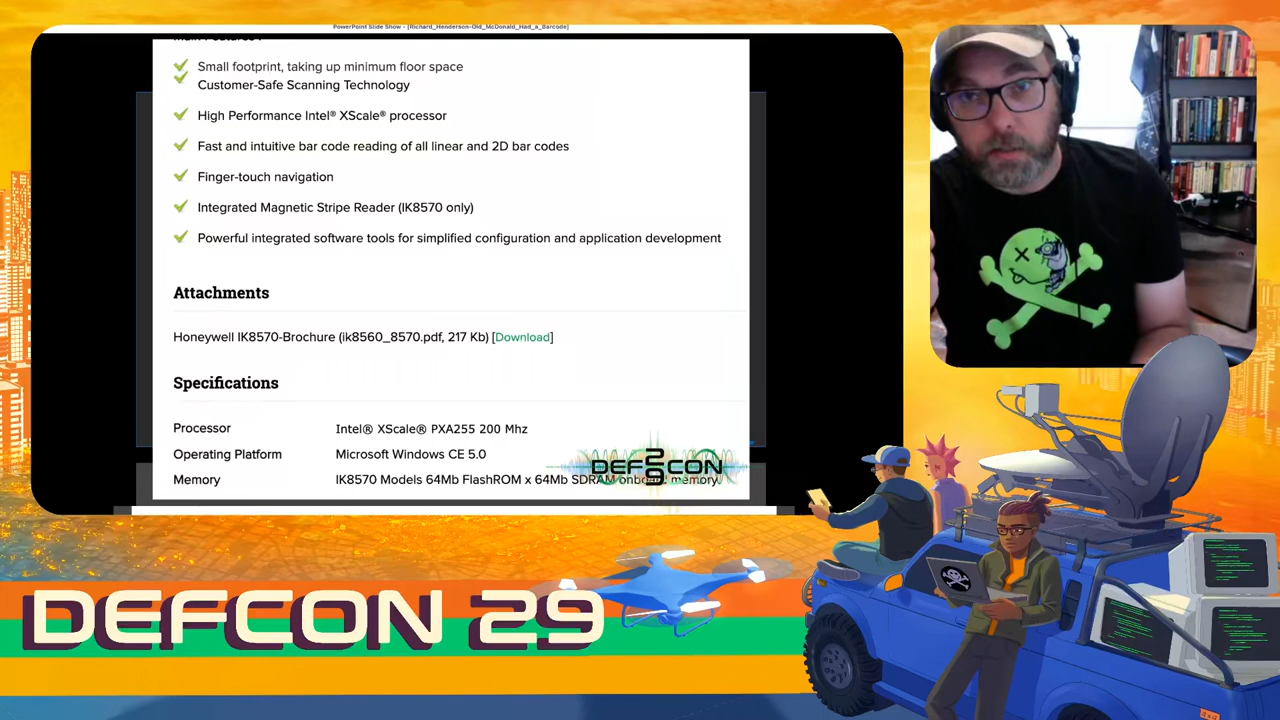 PowerPoint Slide Show - [Richard_Henderson-Old_McDonald_Had_a_Barcode]
Main Features :
Small footprint, taking up minimum floor space
Customer-Safe Scanning Technology
High Performance Intel® XScale® processor
Fast and intuitive bar code reading of all linear and 2D bar codes
Finger-touch navigation
Integrated Magnetic Stripe Reader (IK8570 only)
Powerful integrated software tools for simplified configuration and application development
Attachments
Honeywell IK8570-Brochure (ik8560_8570.pdf, 217 Kb) [Download]
Specifications
Processor Intel® XScale® PXA255 200 Mhz
Operating Platform Microsoft Windows CE 5.0
Memory IK8570 Models 64Mb FlashROM x 64Mb SDRAM onboard memory.
DEF CON
29
DEFCON 29